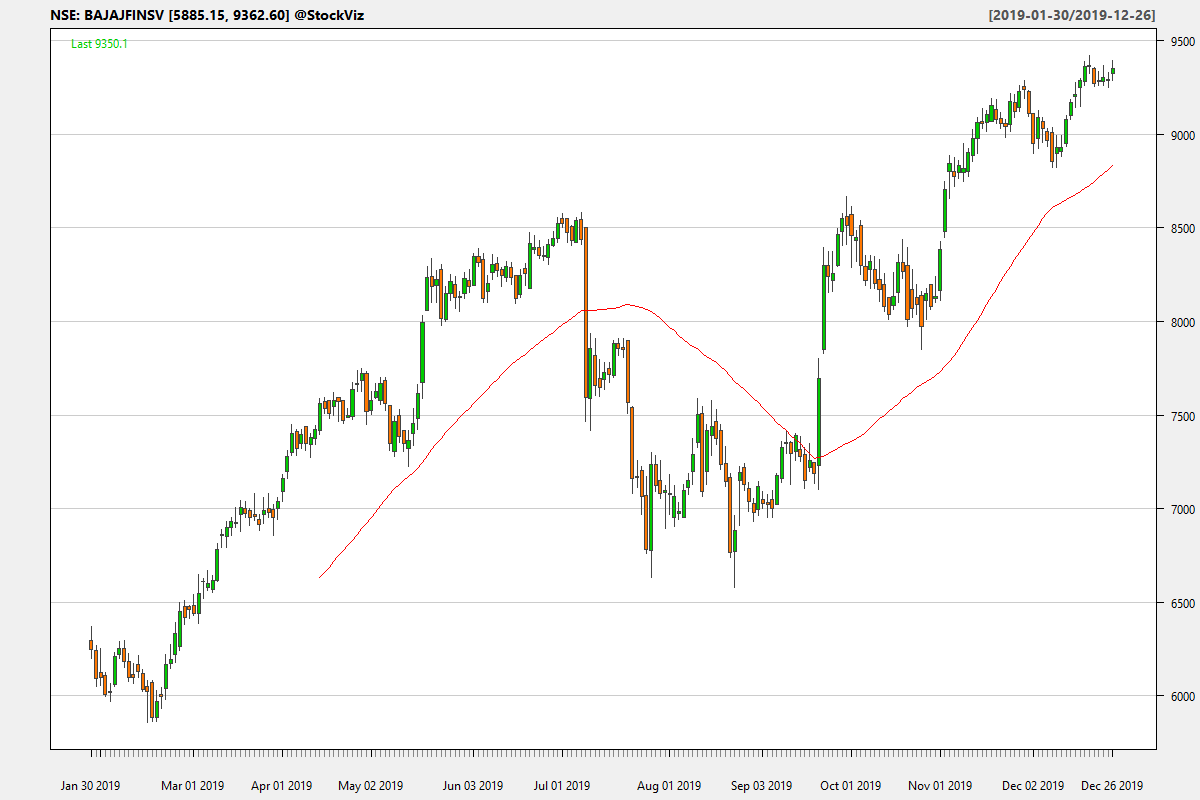 NSE: BAJAJFINSV [5885.15, 9362.60] @StockViz
[2019-01-30/2019-12-26]
Last 9350.1
9500
9000
8500
8000
7500
7000
6500
6000
Jan 30 2019
Mar 01 2019
Apr 01 2019
May 02 2019
Jun 03 2019
Jul 01 2019
Aug 01 2019
Sep 03 2019
Oct 01 2019
Nov 01 2019
Dec 02 2019
Dec 26 2019